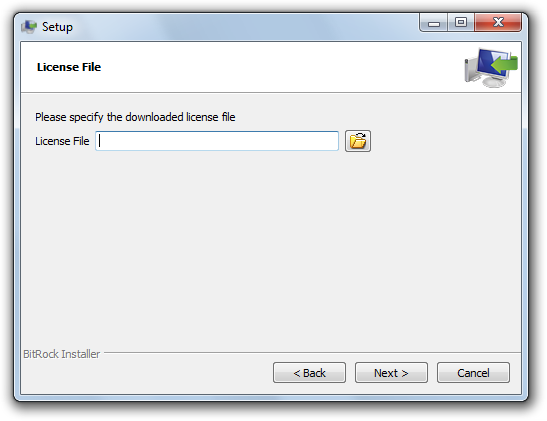 Setup
License File
Please specify the downloaded license file
License File
BitRock Installer
< Back
Next >
Cancel